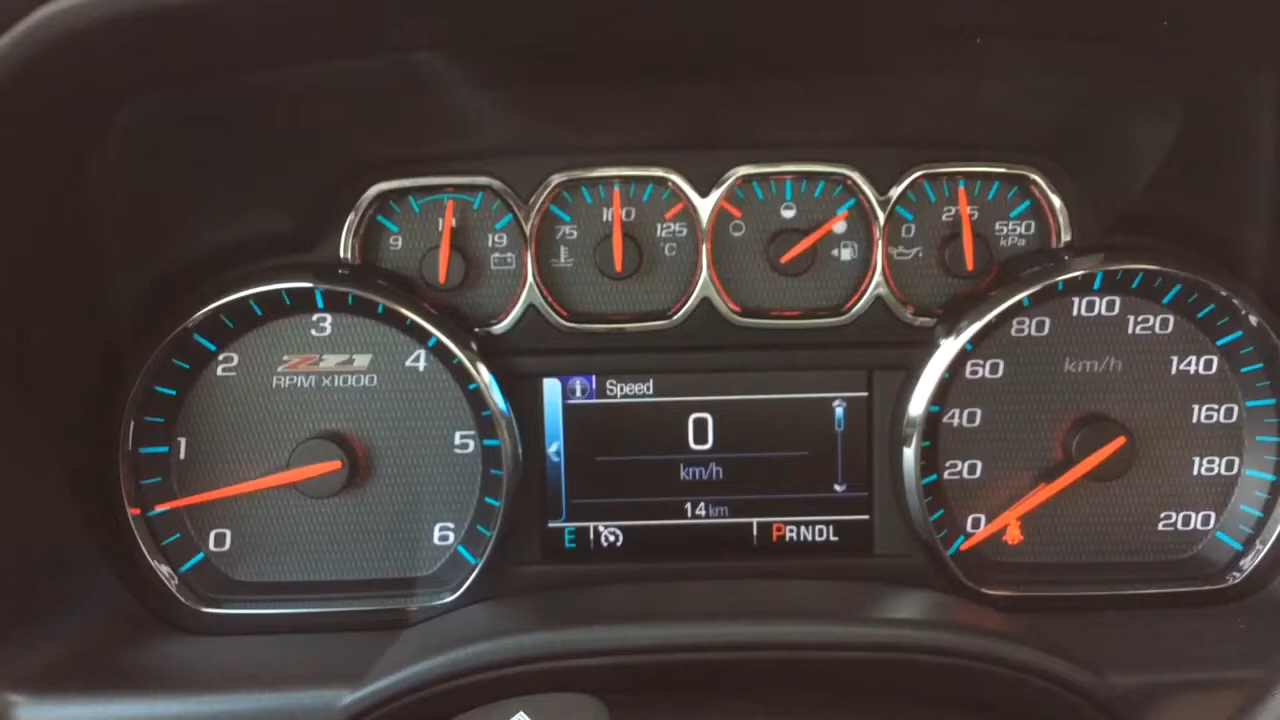 9 19
75 100 125
°C
0 275 550
kPa
0 1 2 3 4 5 6
Z71
RPM X1000
Speed
0
km/h
14 km
E
PRNDL
0 20 40 60 80 100 120 140 160 180 200
km/h